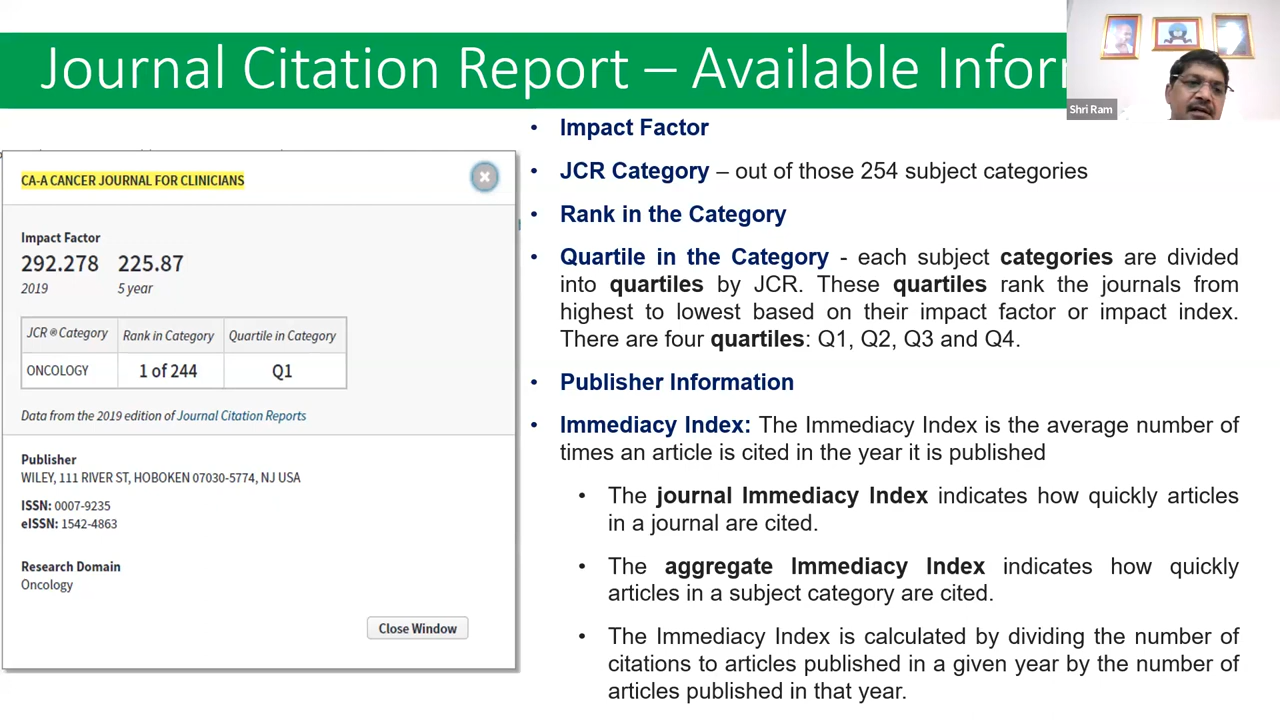 Journal Citation Report – Available Infor
Shri Ram
CA-A CANCER JOURNAL FOR CLINICIANS
Impact Factor
292.278 225.87
2019 5 year
JCR ® Category Rank in Category Quartile in Category
ONCOLOGY 1 of 244 Q1
Data from the 2019 edition of Journal Citation Reports
Publisher
WILEY, 111 RIVER ST, HOBOKEN 07030-5774, NJ USA
ISSN: 0007-9235
eISSN: 1542-4863
Research Domain
Oncology
Close Window
• Impact Factor
• JCR Category – out of those 254 subject categories
• Rank in the Category
• Quartile in the Category - each subject categories are divided
into quartiles by JCR. These quartiles rank the journals from
highest to lowest based on their impact factor or impact index.
There are four quartiles: Q1, Q2, Q3 and Q4.
• Publisher Information
• Immediacy Index: The Immediacy Index is the average number of
times an article is cited in the year it is published
• The journal Immediacy Index indicates how quickly articles
in a journal are cited.
• The aggregate Immediacy Index indicates how quickly
articles in a subject category are cited.
• The Immediacy Index is calculated by dividing the number of
citations to articles published in a given year by the number of
articles published in that year.